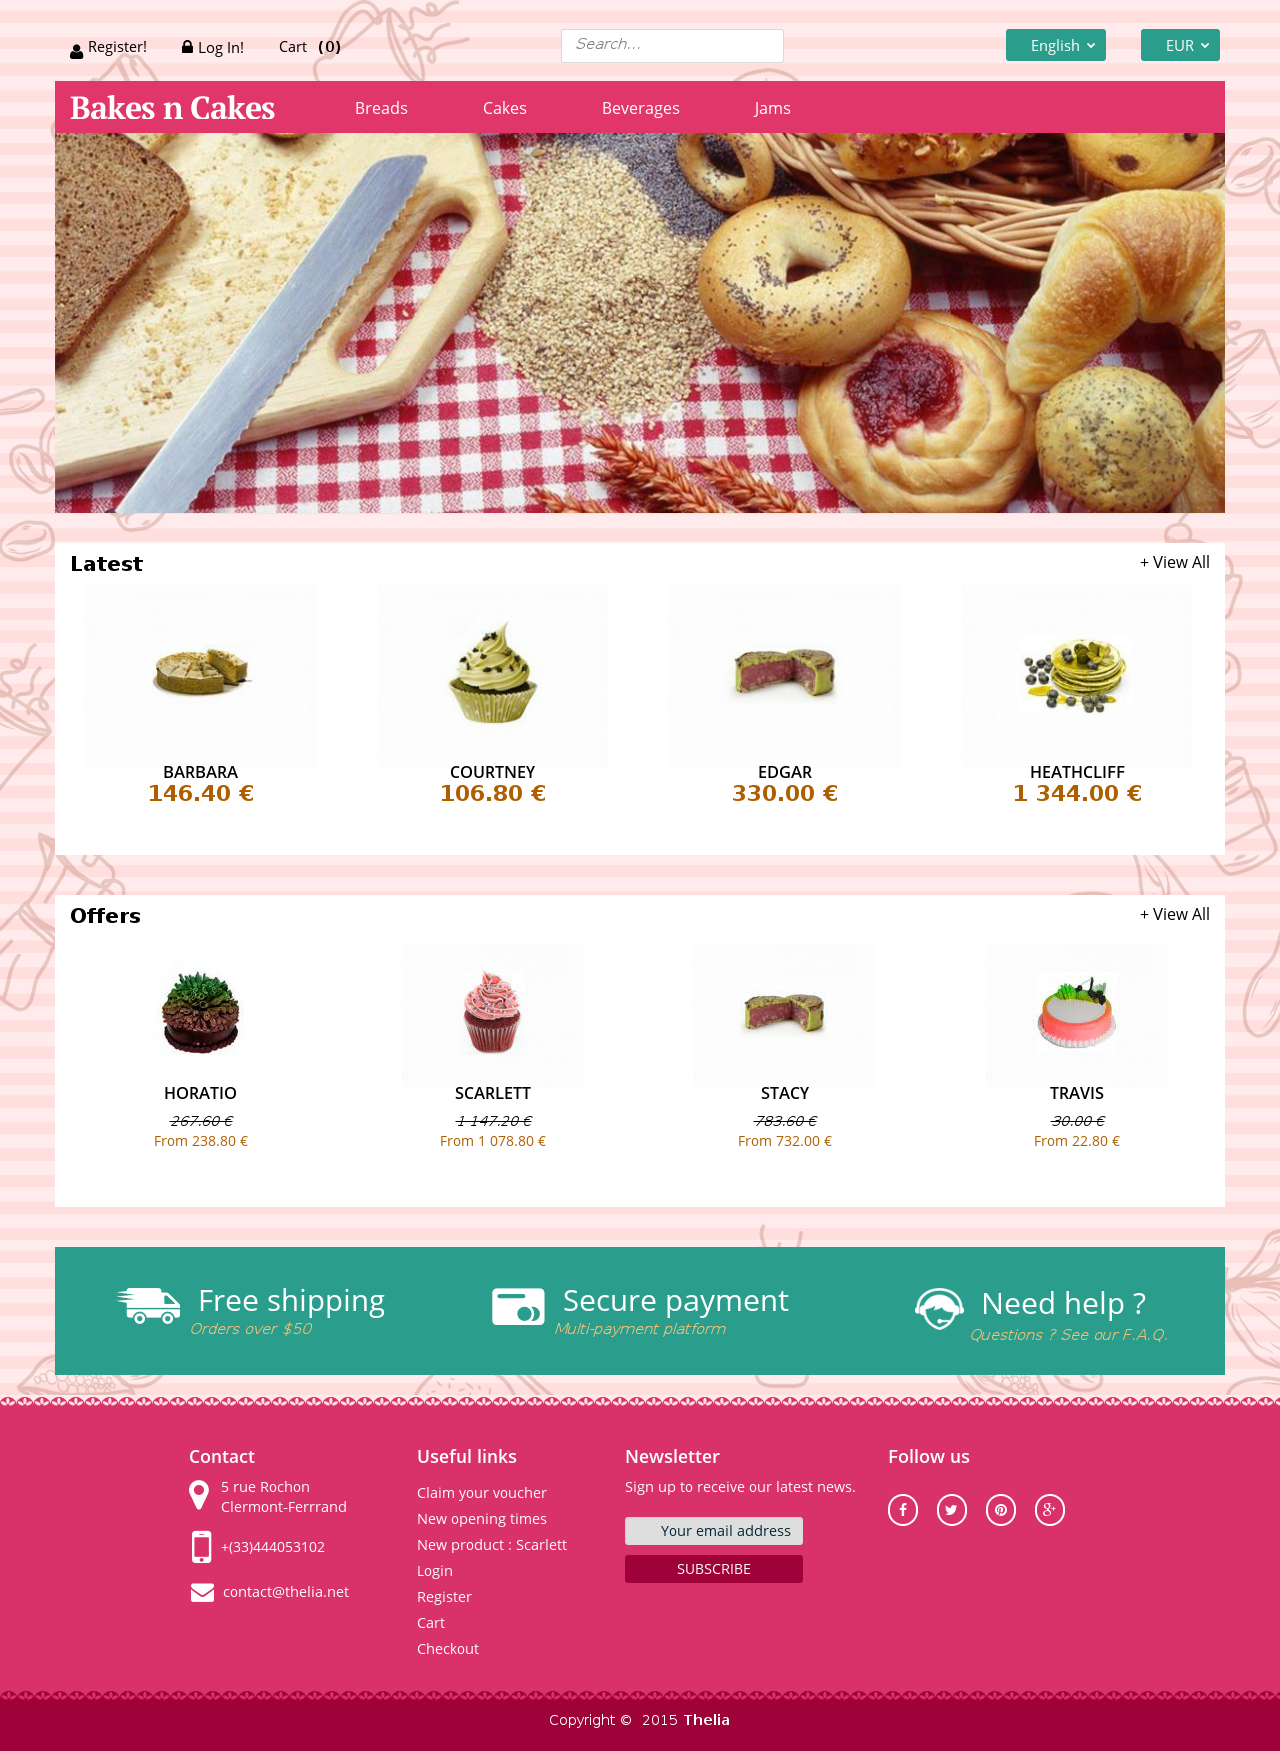 Register!
Log In!
Cart (0)
Search...
English
EUR
Bakes n Cakes
Breads
Cakes
Beverages
Jams
Latest
+ View All
BARBARA
146.40 €
COURTNEY
106.80 €
EDGAR
330.00 €
HEATHCLIFF
1 344.00 €
Offers
+ View All
HORATIO
267.60 €
From 238.80 €
SCARLETT
1 147.20 €
From 1 078.80 €
STACY
783.60 €
From 732.00 €
TRAVIS
30.00 €
From 22.80 €
Free shipping
Orders over $50
Secure payment
Multi-payment platform
Need help ?
Questions ? See our F.A.Q.
Contact
5 rue Rochon
Clermont-Ferrrand
+(33)444053102
contact@thelia.net
Useful links
Claim your voucher
New opening times
New product : Scarlett
Login
Register
Cart
Checkout
Newsletter
Sign up to receive our latest news.
Your email address
SUBSCRIBE
Follow us
Copyright © 2015 Thelia